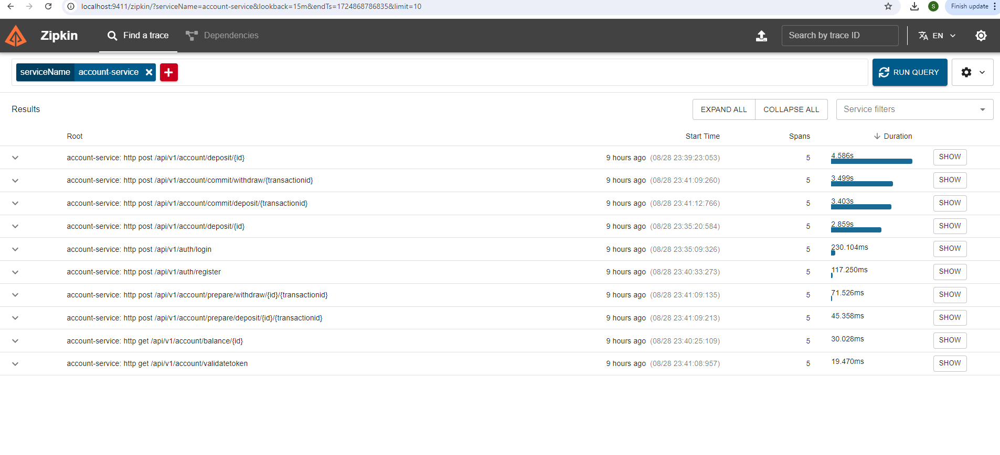 localhost:9411/zipkin/?serviceName=account-service&lookback=15m&endTs=1724868786835&limit=10
S
Finish update
Zipkin
Find a trace
Dependencies
Search by trace ID
EN
serviceName account-service
RUN QUERY
Results
EXPAND ALL
COLLAPSE ALL
Service filters
Root Start Time Spans Duration
account-service: http post /api/v1/account/deposit/{id} 9 hours ago (08/28 23:39:23:053) 5 4.586s SHOW
account-service: http post /api/v1/account/commit/withdraw/{transactionid} 9 hours ago (08/28 23:41:09:260) 5 3.499s SHOW
account-service: http post /api/v1/account/commit/deposit/{transactionid} 9 hours ago (08/28 23:41:12:766) 5 3.403s SHOW
account-service: http post /api/v1/account/deposit/{id} 9 hours ago (08/28 23:35:20:584) 5 2.859s SHOW
account-service: http post /api/v1/auth/login 9 hours ago (08/28 23:35:09:326) 5 230.104ms SHOW
account-service: http post /api/v1/auth/register 9 hours ago (08/28 23:40:33:273) 5 117.250ms SHOW
account-service: http post /api/v1/account/prepare/withdraw/{id}/{transactionid} 9 hours ago (08/28 23:41:09:135) 5 71.526ms SHOW
account-service: http post /api/v1/account/prepare/deposit/{id}/{transactionid} 9 hours ago (08/28 23:41:09:213) 5 45.358ms SHOW
account-service: http get /api/v1/account/balance/{id} 9 hours ago (08/28 23:40:25:109) 5 30.028ms SHOW
account-service: http get /api/v1/account/validatetoken 9 hours ago (08/28 23:41:08:957) 5 19.470ms SHOW